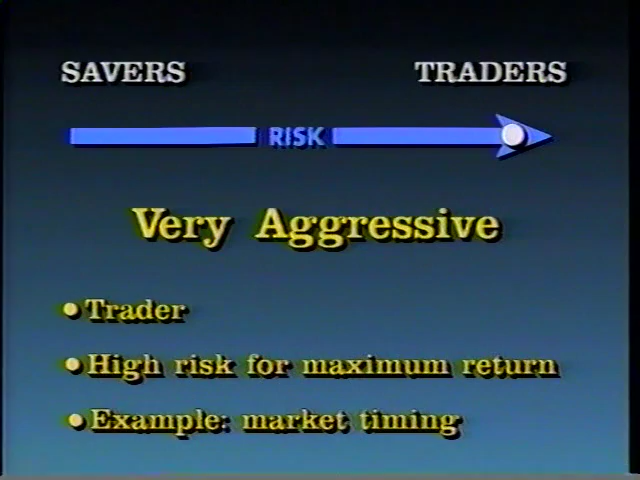 SAVERS TRADERS
RISK
Very Aggressive
• Trader
• High risk for maximum return
• Example: market timing